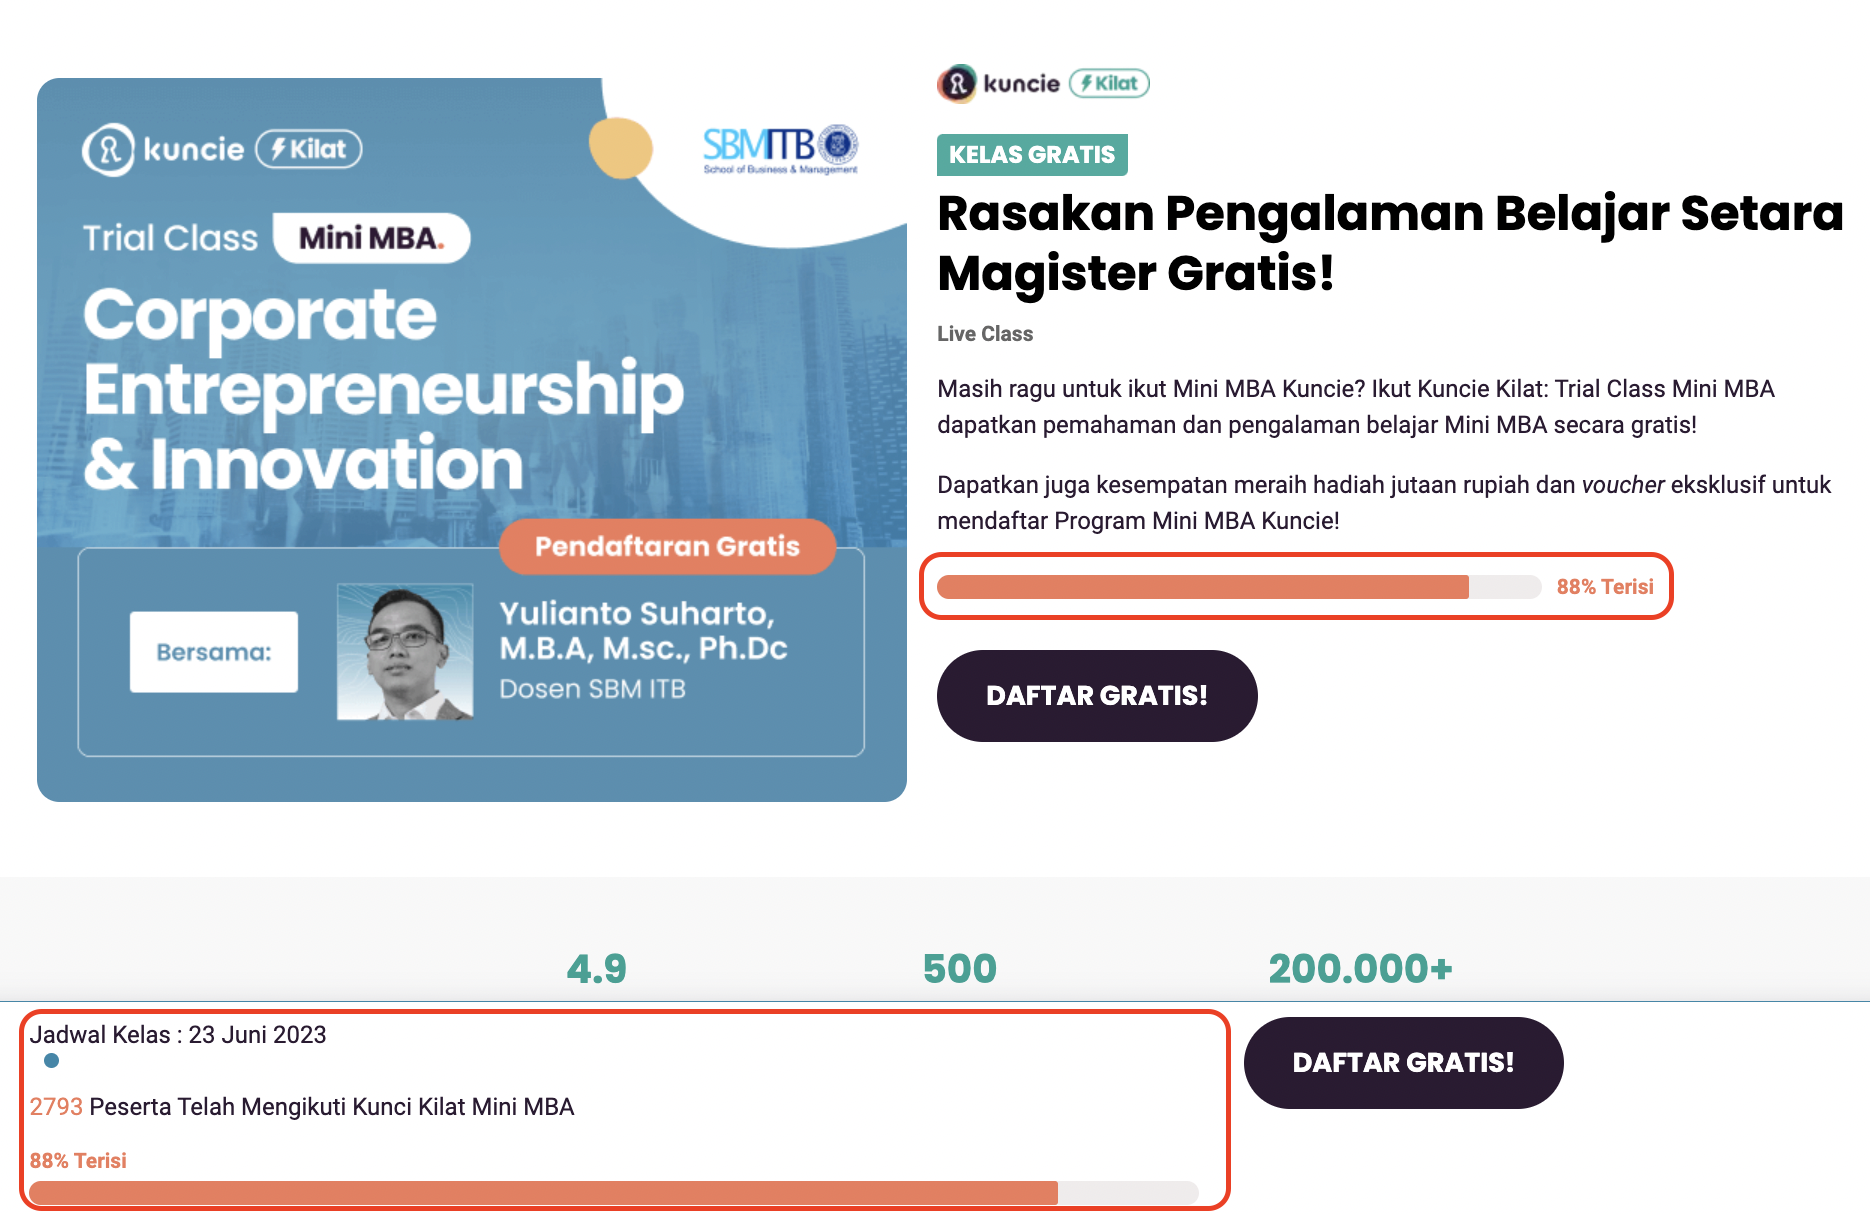 kuncie Kilat
SBM ITB
School of Business & Management
Trial Class Mini MBA.
Corporate
Entrepreneurship
& Innovation
Pendaftaran Gratis
Bersama:
Yulianto Suharto,
M.B.A, M.sc., Ph.Dc
Dosen SBM ITB
kuncie Kilat
KELAS GRATIS
Rasakan Pengalaman Belajar Setara
Magister Gratis!
Live Class
Masih ragu untuk ikut Mini MBA Kuncie? Ikut Kuncie Kilat: Trial Class Mini MBA
dapatkan pemahaman dan pengalaman belajar Mini MBA secara gratis!
Dapatkan juga kesempatan meraih hadiah jutaan rupiah dan voucher eksklusif untuk
mendaftar Program Mini MBA Kuncie!
88% Terisi
DAFTAR GRATIS!
4.9 500 200.000+
Jadwal Kelas : 23 Juni 2023
2793 Peserta Telah Mengikuti Kunci Kilat Mini MBA
88% Terisi
DAFTAR GRATIS!